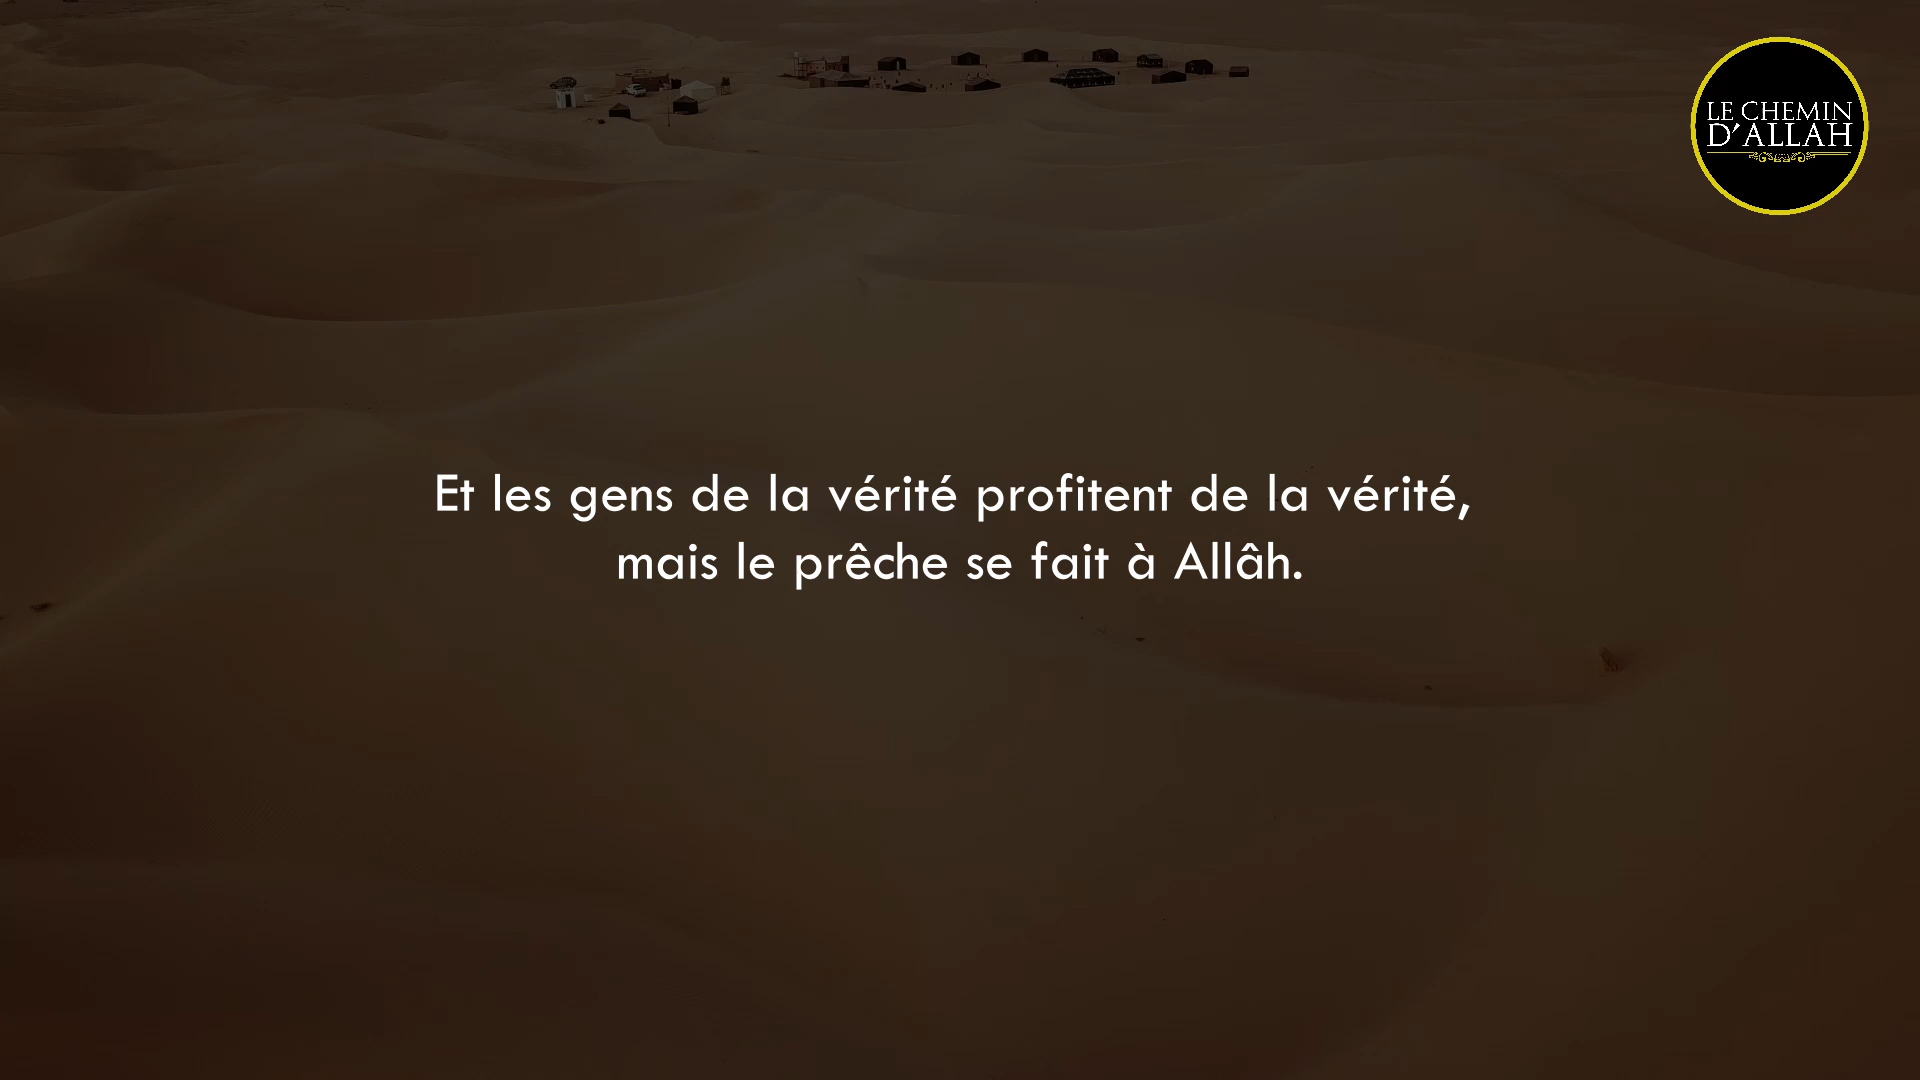 LE CHEMIN
D'ALLAH
Et les gens de la vérité profitent de la vérité,
mais le prêche se fait à Allâh.